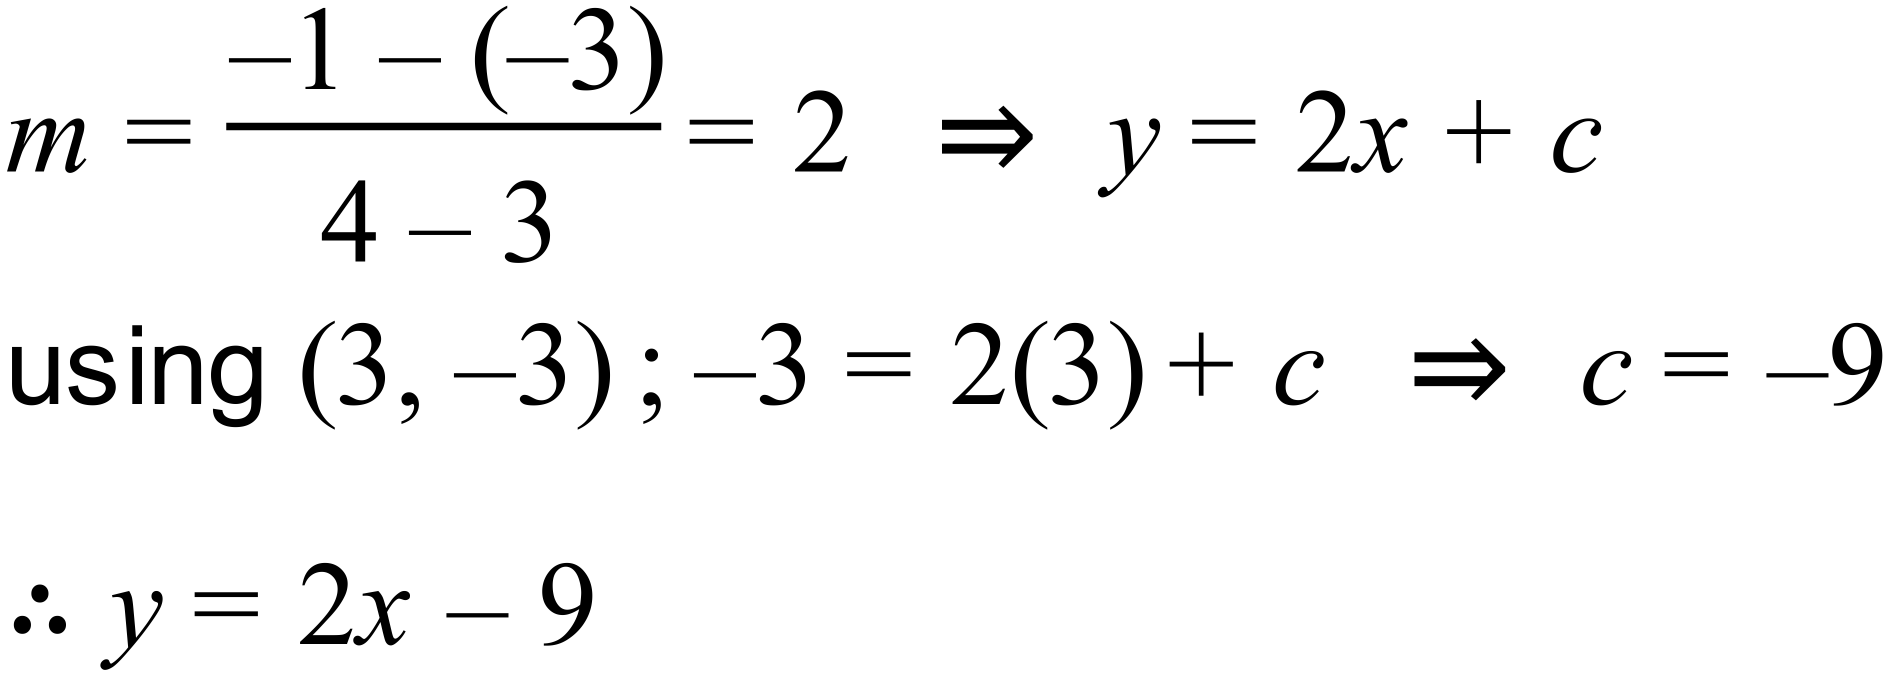 m = (–1 – (–3))/(4 – 3) = 2 ⇒ y = 2x + c
using (3, –3) ; –3 = 2(3) + c ⇒ c = –9
∴ y = 2x – 9